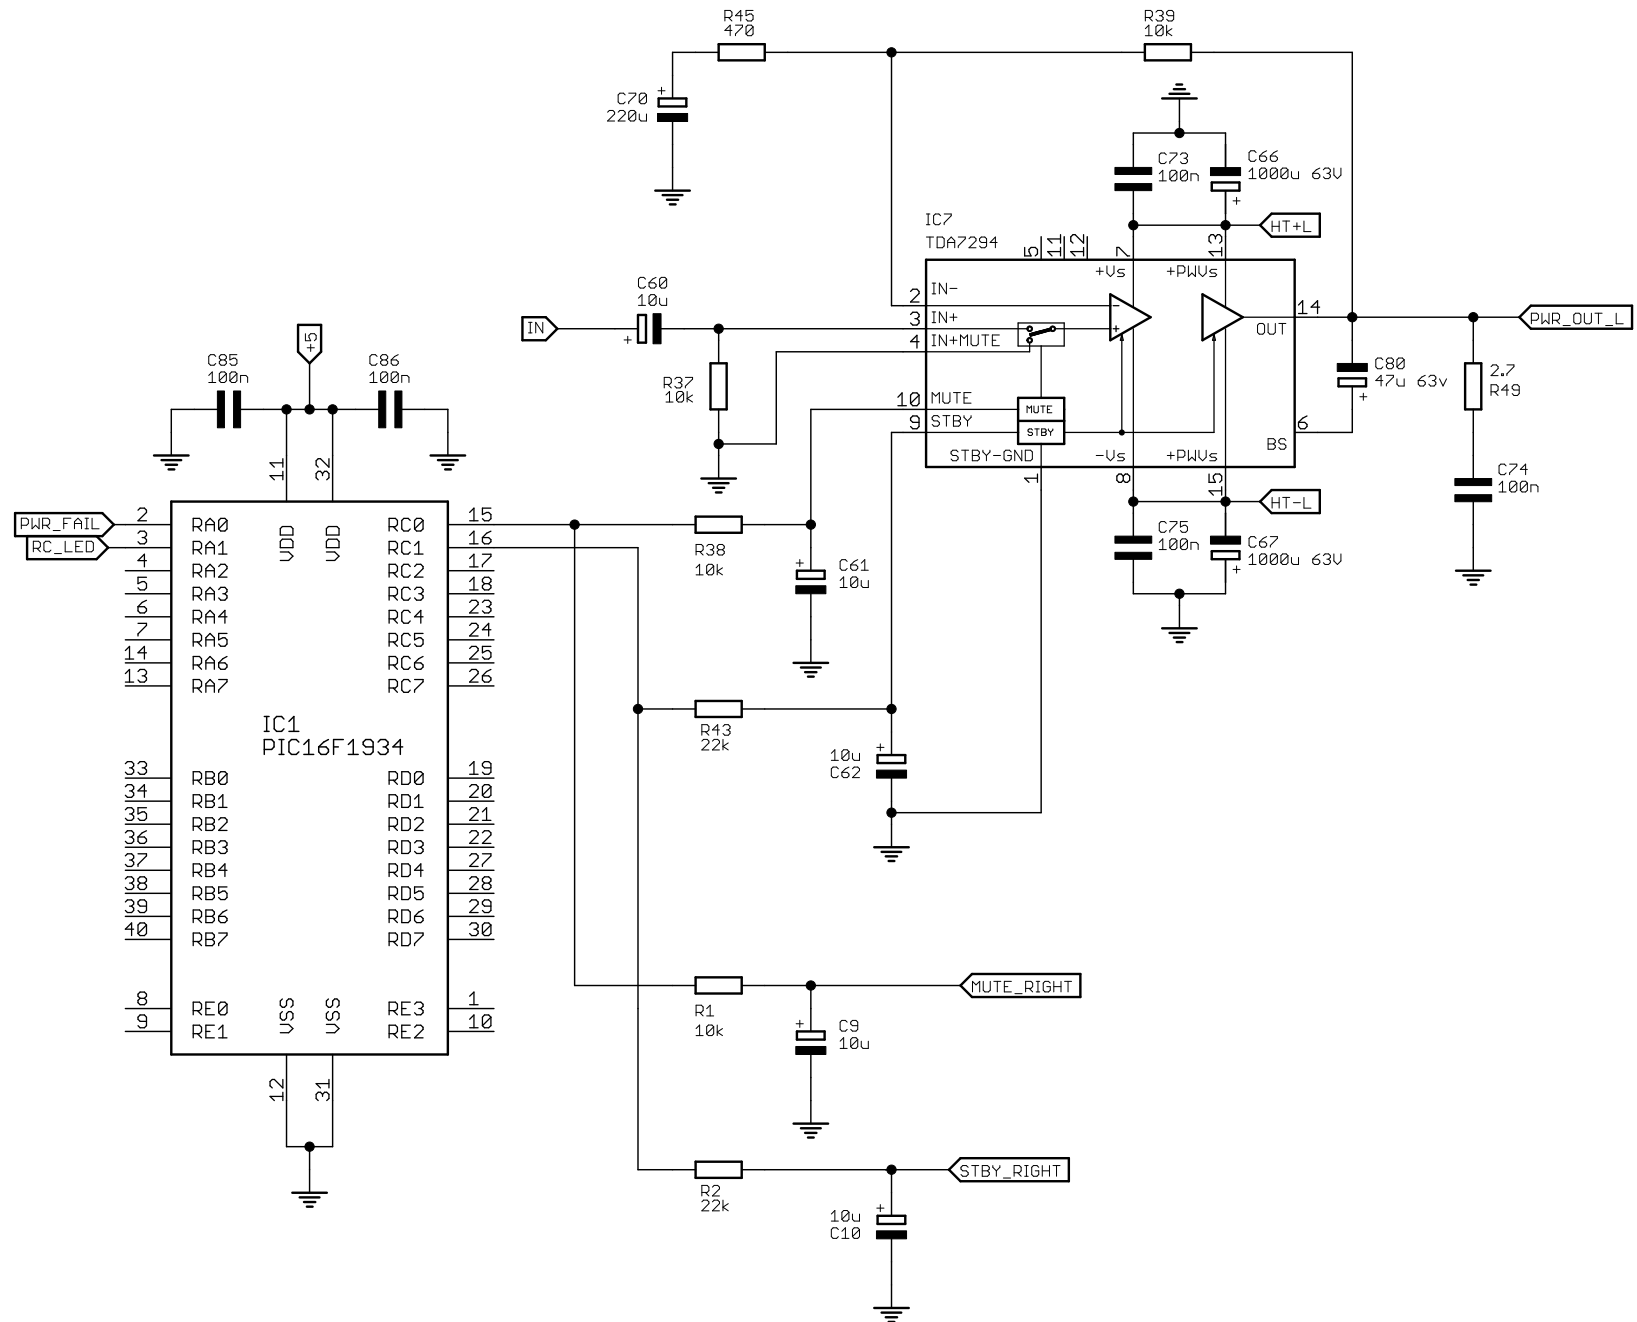 R45
470
R39
10k
+
C70
220u
C73
100n
C66
1000u 63V
+
HT+L
IC7
TDA7294
5
11
12
7
13
+Vs
+PWVs
2
IN-
3
IN+
4
IN+MUTE
-
+
14
OUT
PWR_OUT_L
IN
C60
10u
+
R37
10k
10
MUTE
9
STBY
MUTE
STBY
STBY-GND
-Vs
+PWVs
6
BS
1
8
15
C80
47u 63v
+
2.7
R49
C74
100n
HT-L
C75
100n
C67
1000u 63V
+
+5
C85
100n
C86
100n
11
32
PWR_FAIL
RC_LED
2
RA0
3
RA1
4
RA2
5
RA3
6
RA4
7
RA5
14
RA6
13
RA7
VDD
VDD
RC0
15
RC1
16
RC2
17
RC3
18
RC4
23
RC5
24
RC6
25
RC7
26
R38
10k
+
C61
10u
IC1
PIC16F1934
R43
22k
+
10u
C62
33
RB0
34
RB1
35
RB2
36
RB3
37
RB4
38
RB5
39
RB6
40
RB7
RD0
19
RD1
20
RD2
21
RD3
22
RD4
27
RD5
28
RD6
29
RD7
30
8
RE0
9
RE1
VSS
VSS
RE3
1
RE2
10
12
31
R1
10k
+
C9
10u
MUTE_RIGHT
R2
22k
+
10u
C10
STBY_RIGHT